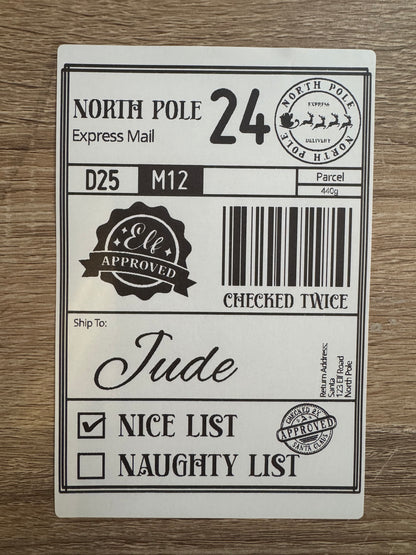 NORTH POLE
Express Mail
24
NORTH POLE
EXPRESS
DELIVERY
NORTH POLE
D25
M12
Parcel
440g
Elf
APPROVED
CHECKED TWICE
Ship To:
Jude
Return Address:
Santa
123 Elf Road
North Pole
NICE LIST
NAUGHTY LIST
CHECKED BY
APPROVED
SANTA CLAUS